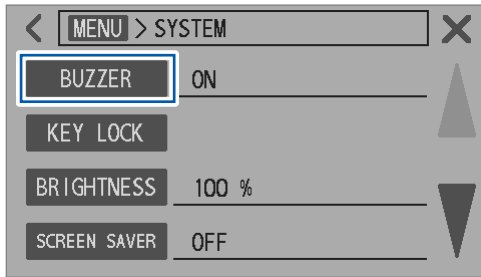 MENU > SYSTEM
BUZZER ON
KEY LOCK
BRIGHTNESS 100 %
SCREEN SAVER OFF